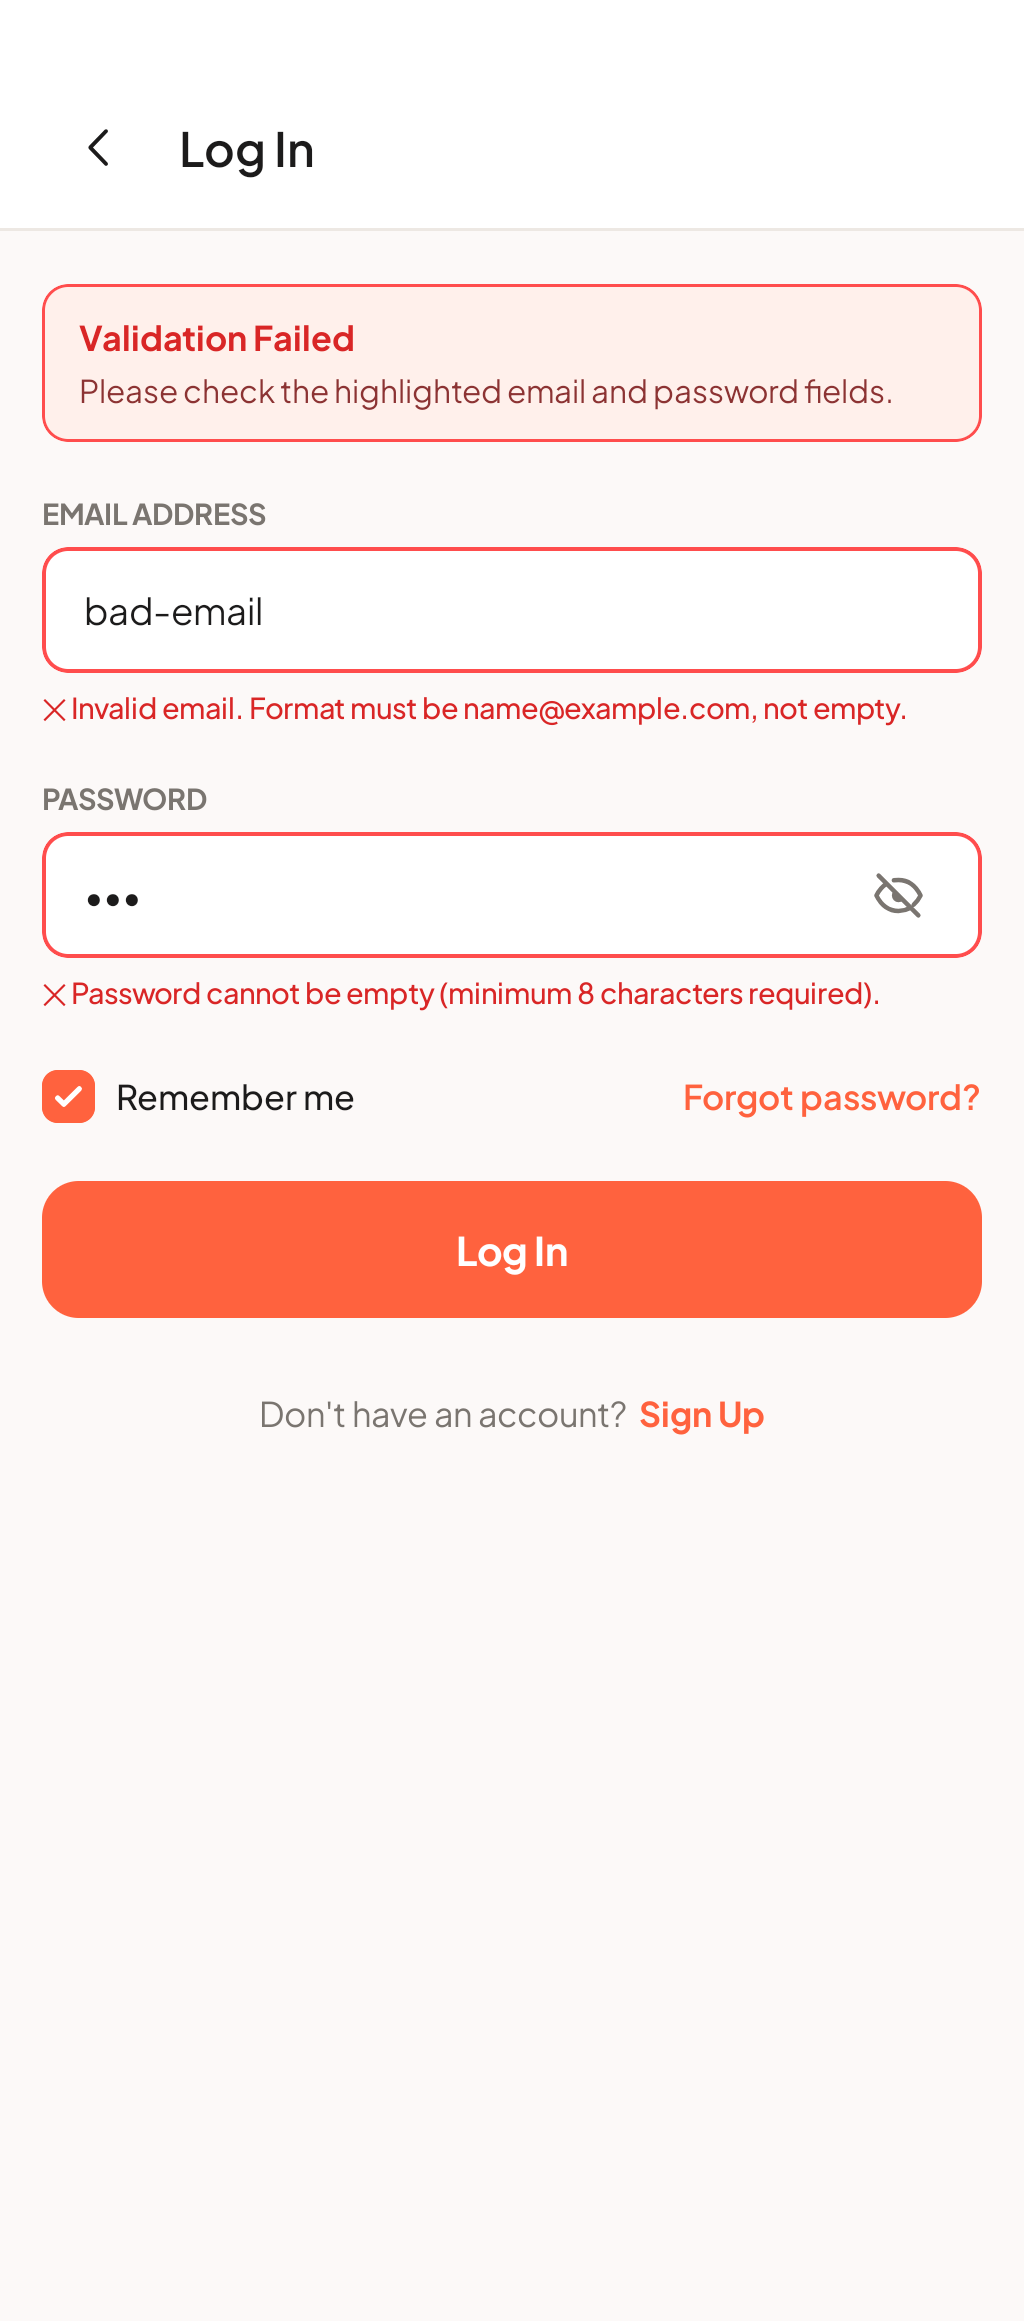 Log In
Validation Failed
Please check the highlighted email and password fields.
EMAIL ADDRESS
bad-email
Invalid email. Format must be name@example.com, not empty.
PASSWORD
•••
Password cannot be empty (minimum 8 characters required).
Remember me
Forgot password?
Log In
Don't have an account? Sign Up